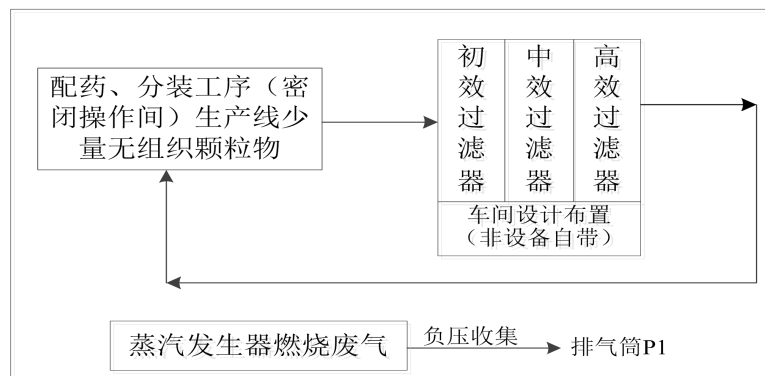 配药、分装工序（密
闭操作间）生产线少
量无组织颗粒物
初效过滤器
中效过滤器
高效过滤器
车间设计布置
（非设备自带）
蒸汽发生器燃烧废气
负压收集
排气筒P1